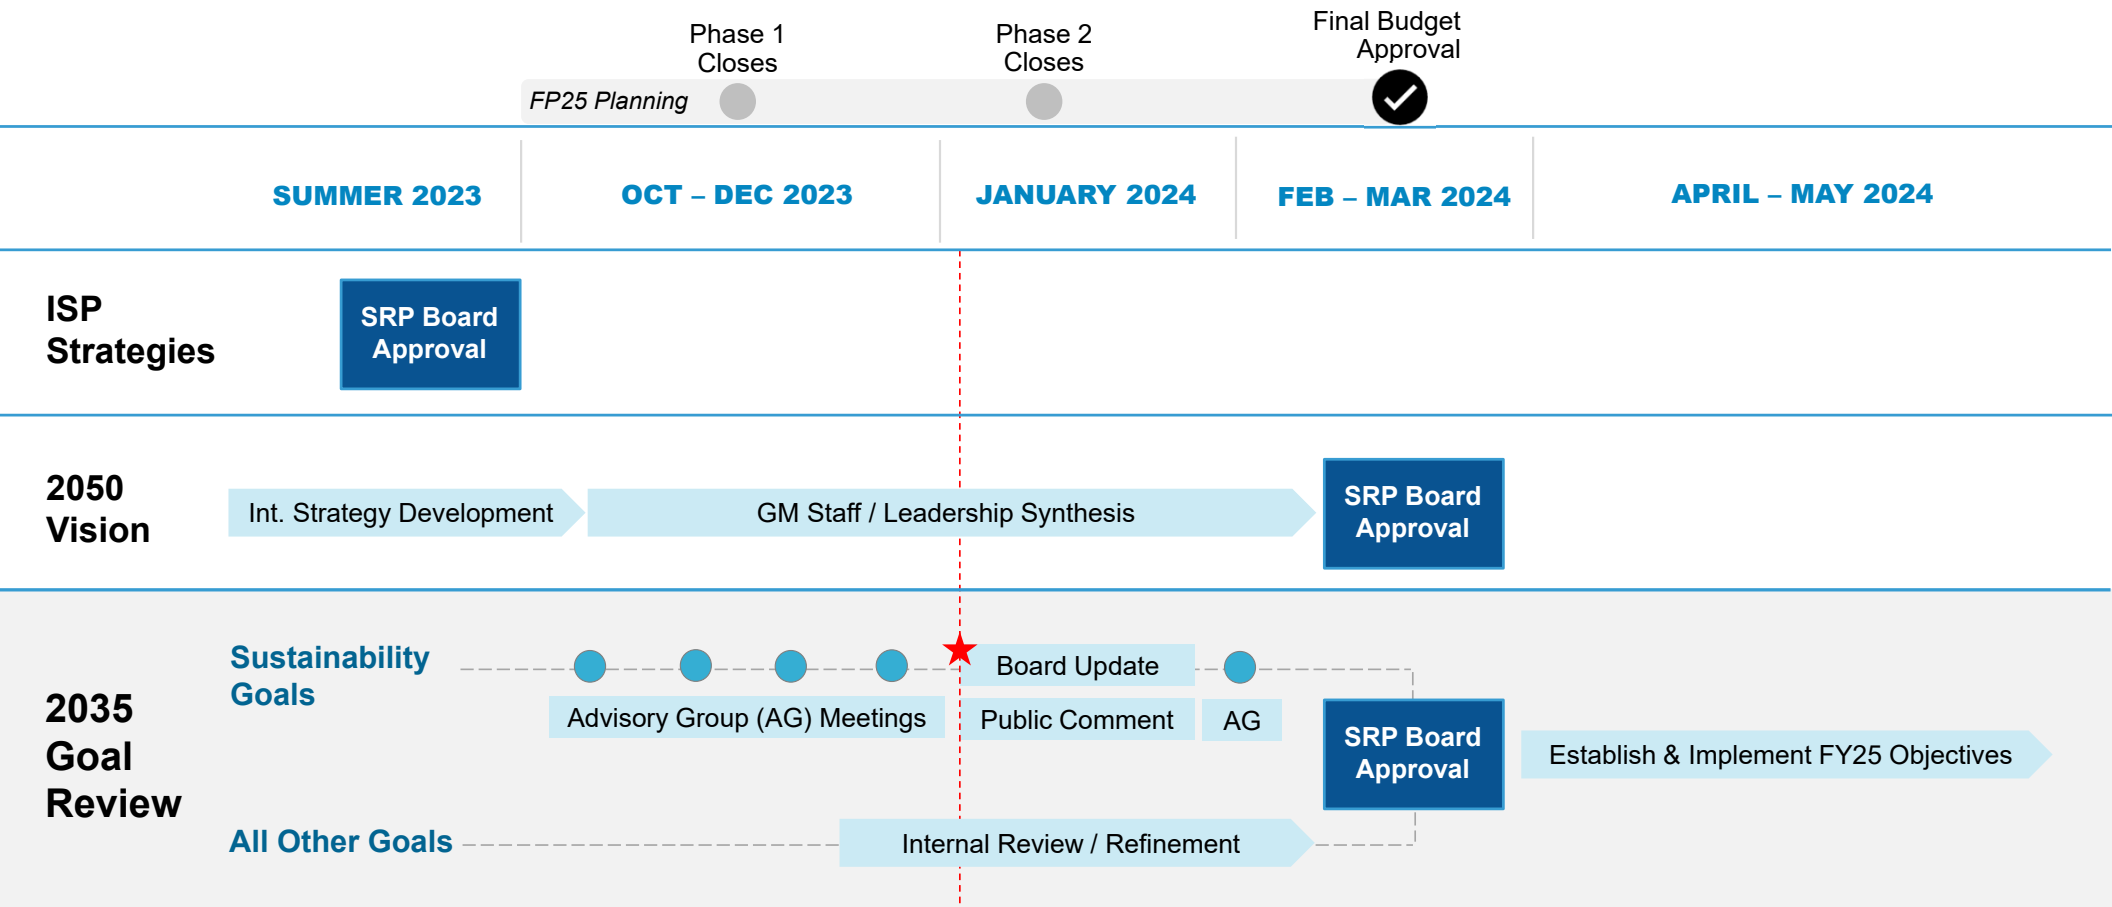 Phase 1
Closes
Phase 2
Closes
Final Budget
Approval
FP25 Planning
SUMMER 2023
OCT – DEC 2023
JANUARY 2024
FEB – MAR 2024
APRIL – MAY 2024
ISP
Strategies
SRP Board
Approval
2050
Vision
Int. Strategy Development
GM Staff / Leadership Synthesis
SRP Board
Approval
2035
Goal
Review
Sustainability
Goals
Board Update
Advisory Group (AG) Meetings
Public Comment
AG
SRP Board
Approval
Establish & Implement FY25 Objectives
All Other Goals
Internal Review / Refinement